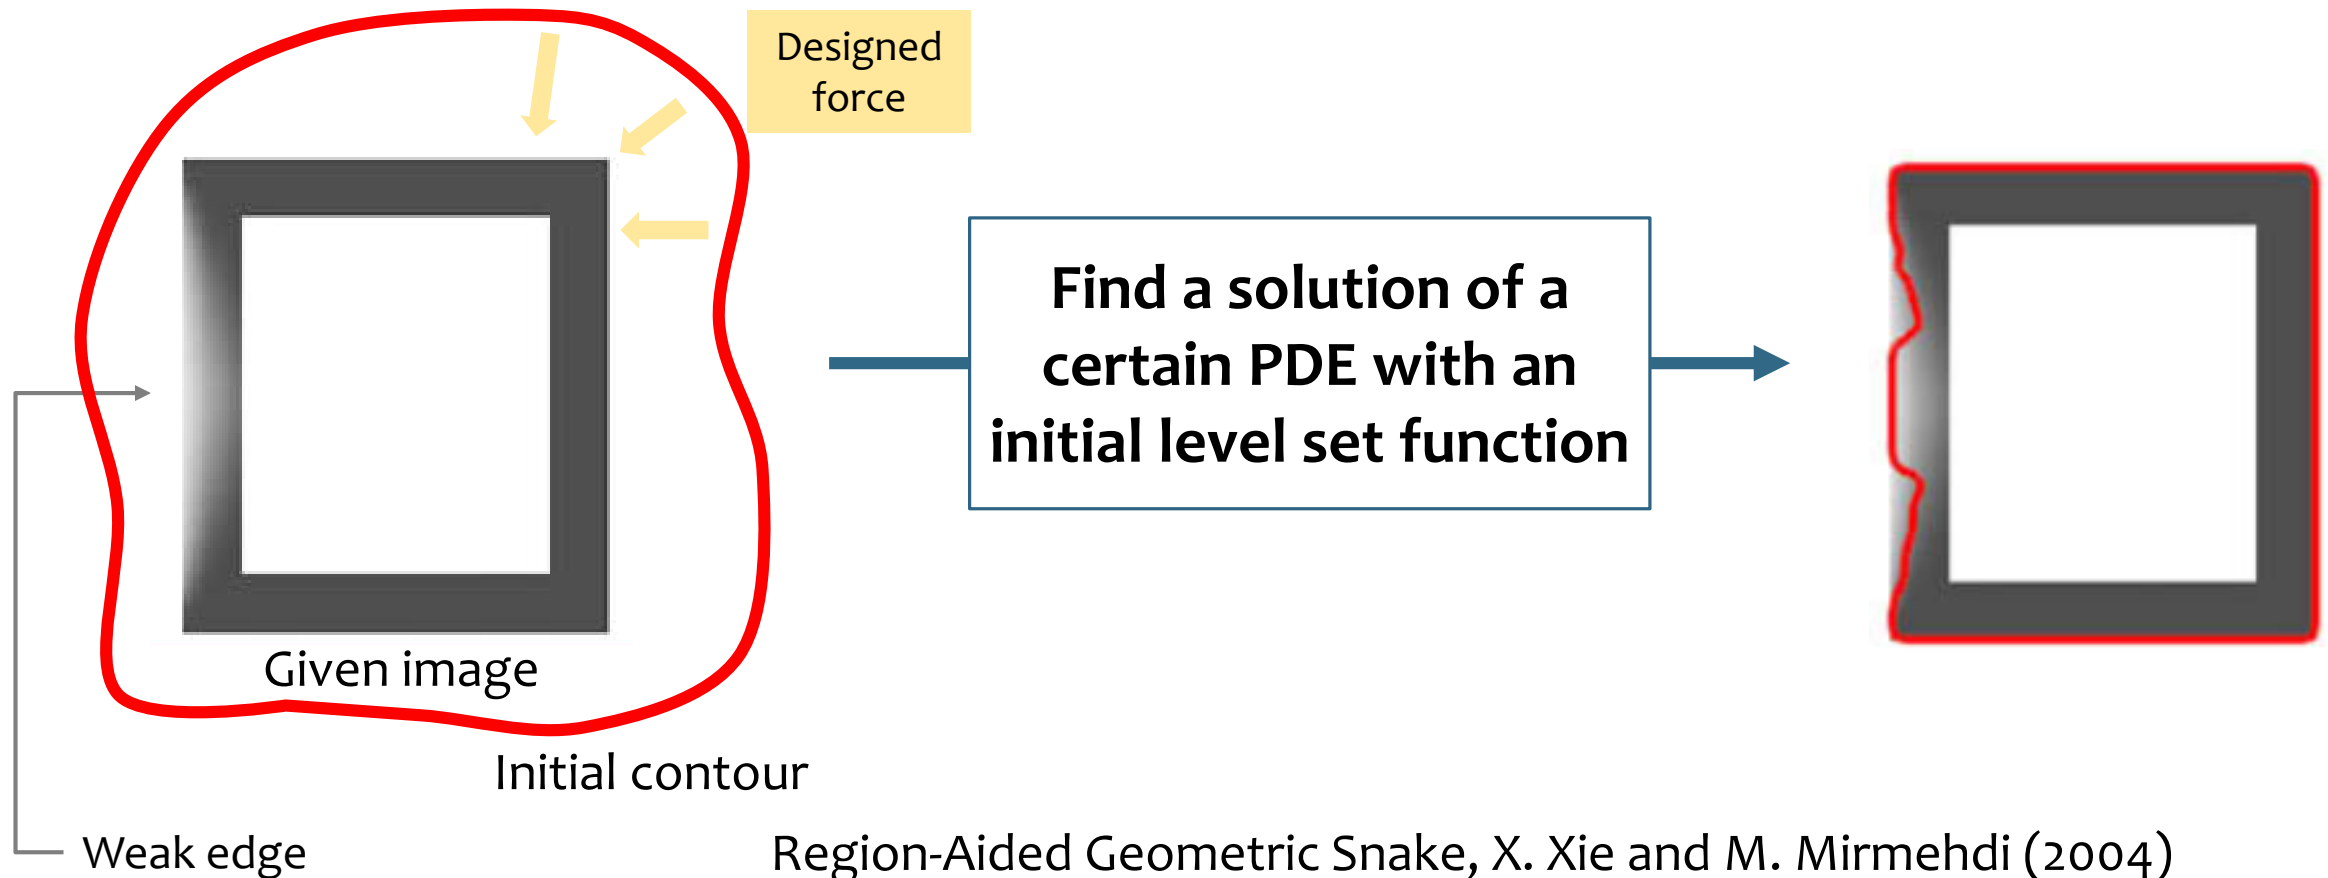 Designed
force
Find a solution of a
certain PDE with an
initial level set function
Given image
Initial contour
Weak edge
Region-Aided Geometric Snake, X. Xie and M. Mirmehdi (2004)